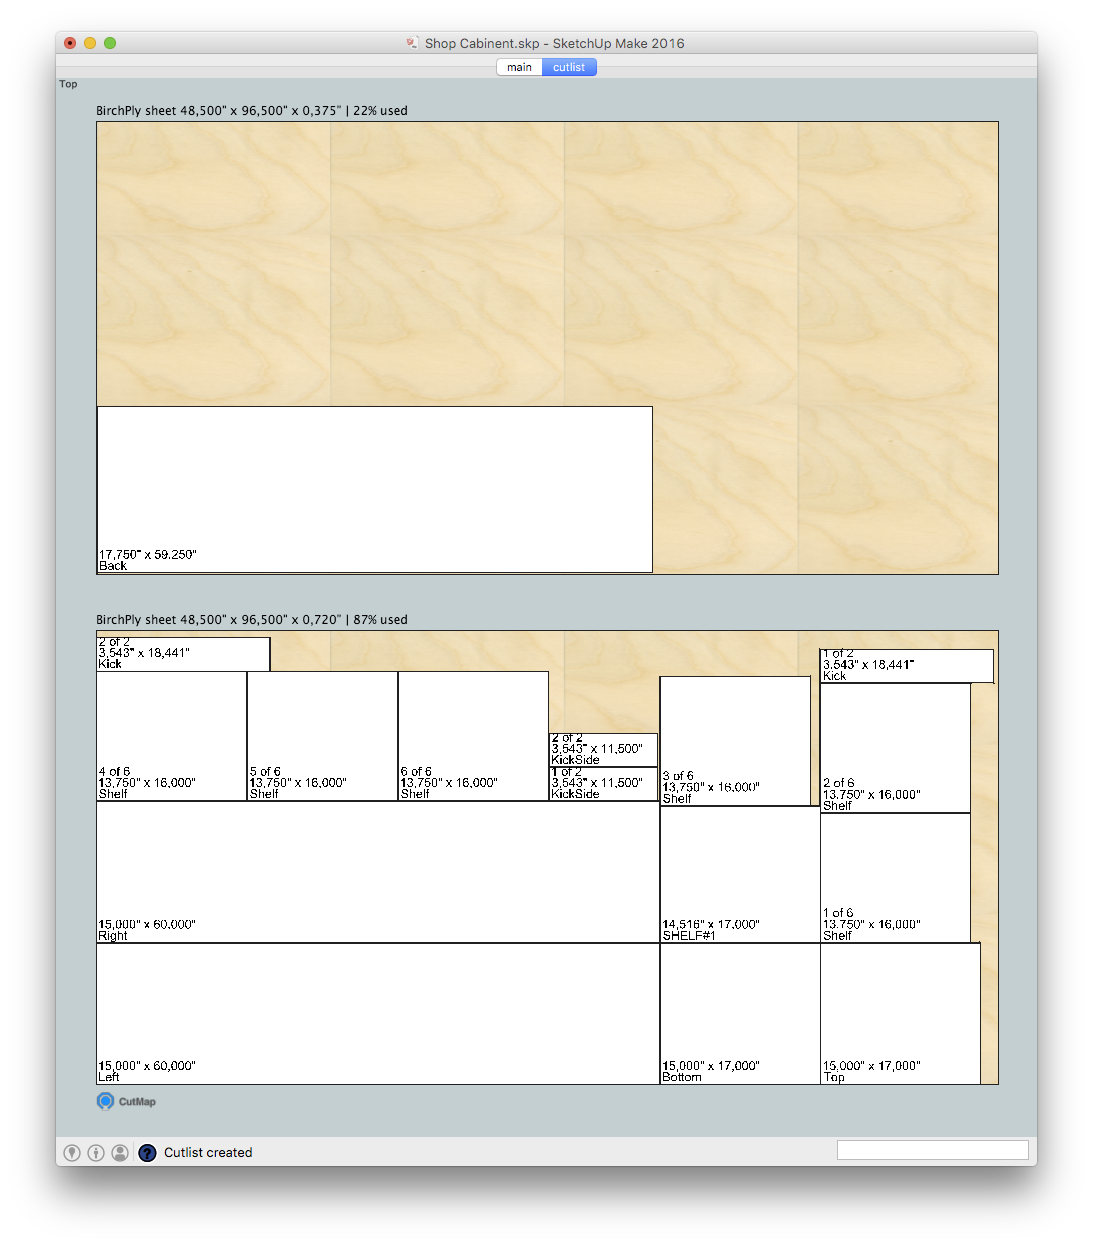 Shop Cabinent.skp - SketchUp Make 2016
main cutlist
Top
BirchPly sheet 48,500" x 96,500" x 0,375" | 22% used
17,750" x 59.250"
Back
BirchPly sheet 48,500" x 96,500" x 0,720" | 87% used
2 of 2
3,543" x 18,441"
Kick
1 of 2
3.543" x 18,441"
Kick
4 of 6
13,750" x 16,000"
Shelf
5 of 6
13,750" x 16,000"
Shelf
6 of 6
13,750" x 16,000"
Shelf
2 of 2
3,543" x 11,500"
KickSide
1 of 2
3,543" x 11,500"
KickSide
3 of 6
13,750" x 16.000"
Shelf
2 of 6
13.750" x 16,000"
Shelf
15,000" x 60.000"
Right
14,516" x 17.000"
SHELF#1
1 of 6
13.750" x 16,000"
Shelf
15,000" x 60,000"
Left
15,000" x 17,000"
Bottom
15,000" x 17,000"
Top
CutMap
? Cutlist created